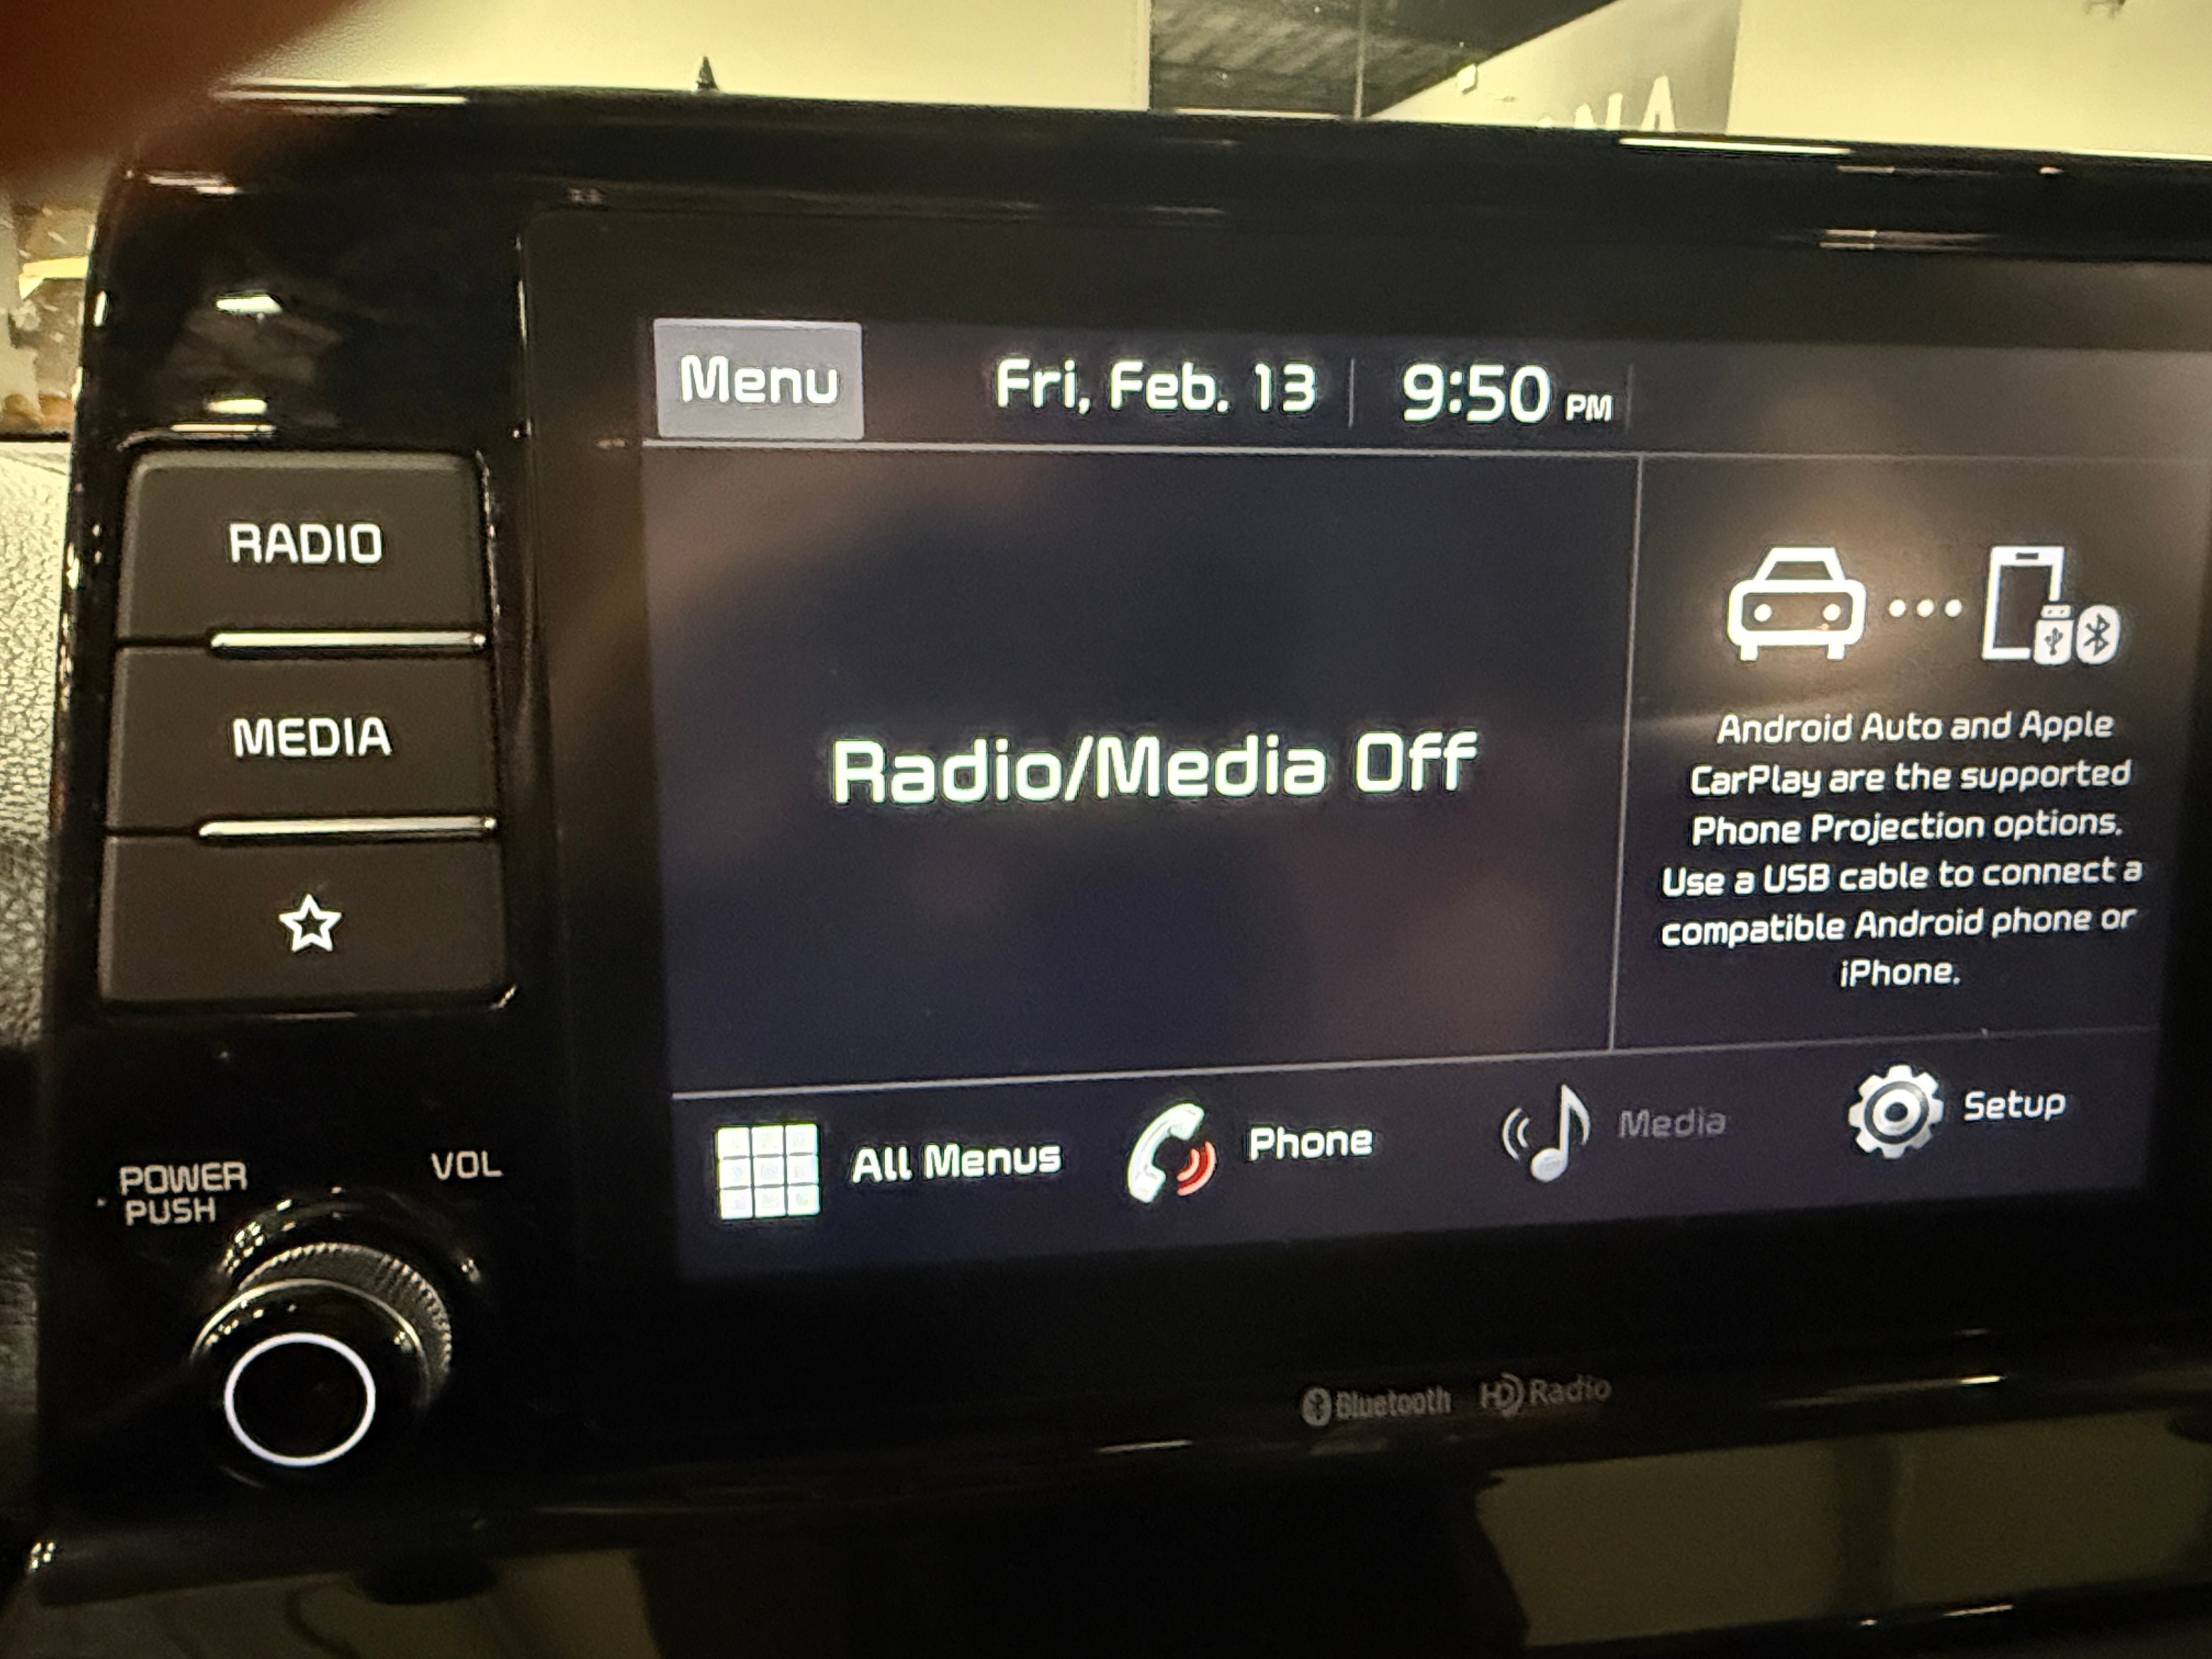 Menu
Fri, Feb. 13
9:50 PM
RADIO
MEDIA
Radio/Media Off
Android Auto and Apple
CarPlay are the supported
Phone Projection options.
Use a USB cable to connect a
compatible Android phone or
iPhone.
All Menus
Phone
Media
Setup
POWER
PUSH
VOL
Bluetooth
HD Radio